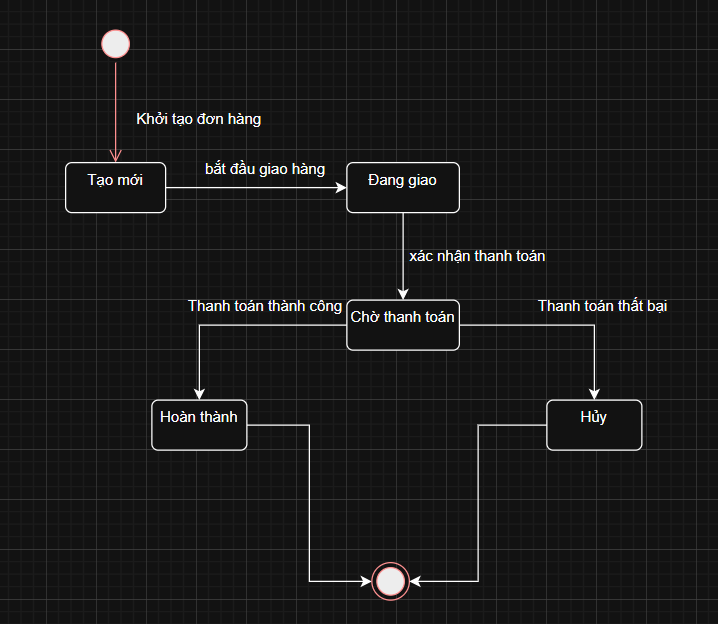 Khởi tạo đơn hàng
bắt đầu giao hàng
Tạo mới
Đang giao
xác nhận thanh toán
Thanh toán thành công
Thanh toán thất bại
Chờ thanh toán
Hoàn thành
Hủy